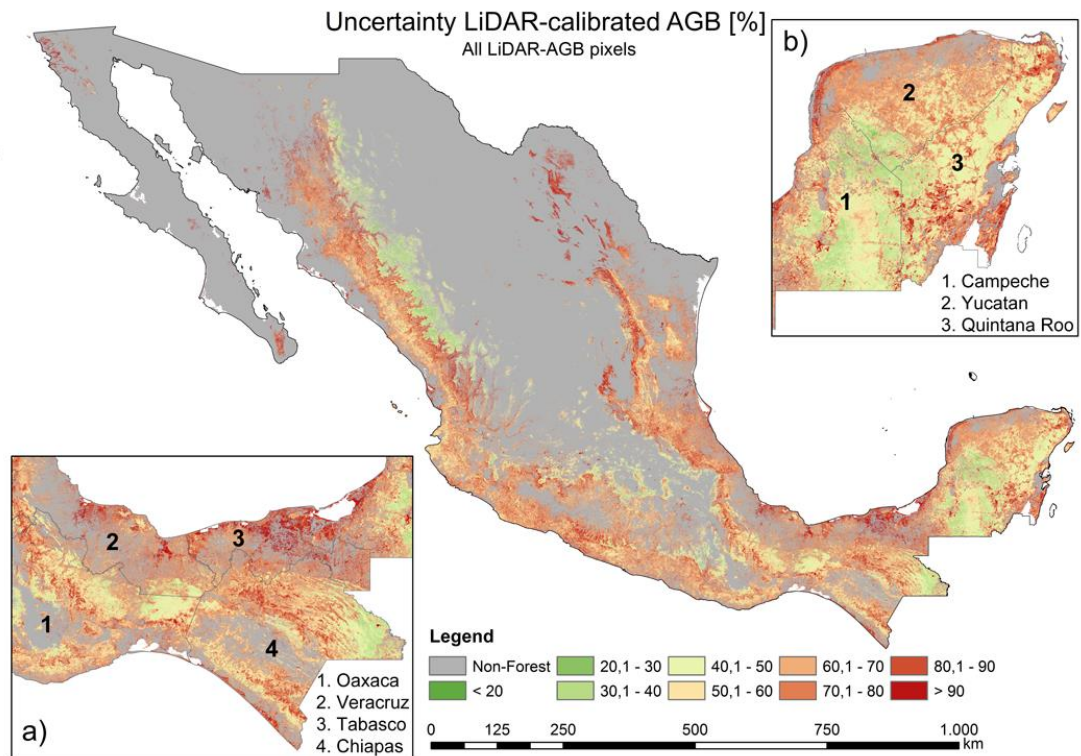 Uncertainty LiDAR-calibrated AGB [%]
All LiDAR-AGB pixels
b)
2
3
1
1. Campeche
2. Yucatan
3. Quintana Roo
2
3
1
4
1. Oaxaca
2. Veracruz
3. Tabasco
4. Chiapas
a)
Legend
Non-Forest
20,1 - 30
40,1 - 50
60,1 - 70
80,1 - 90
< 20
30,1 - 40
50,1 - 60
70,1 - 80
> 90
0 125 250 500 750 1.000
km